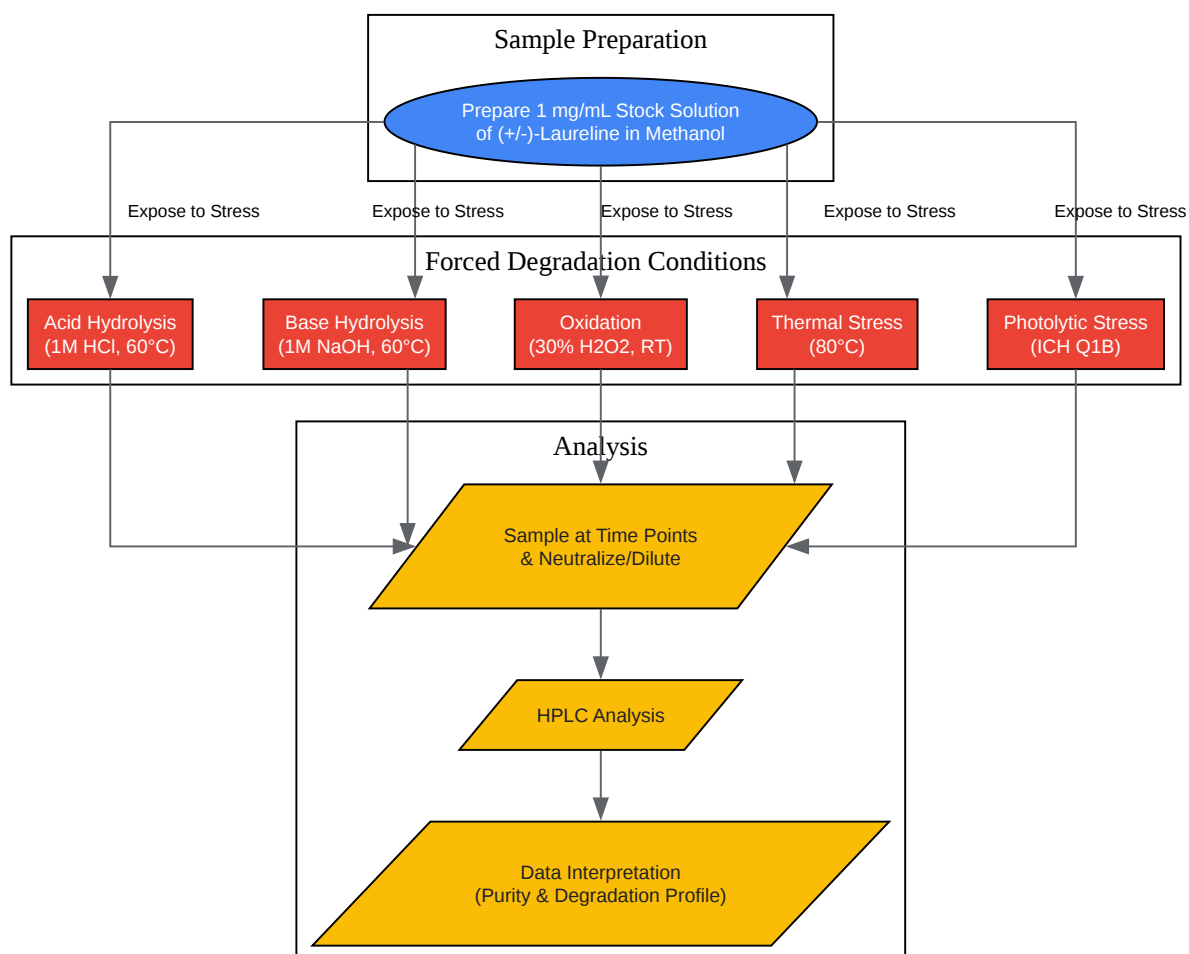 Sample Preparation
Prepare 1 mg/mL Stock Solution
of (+/-)-Laureline in Methanol
Expose to Stress
Expose to Stress
Expose to Stress
Expose to Stress
Expose to Stress
Forced Degradation Conditions
Acid Hydrolysis
(1M HCl, 60°C)
Base Hydrolysis
(1M NaOH, 60°C)
Oxidation
(30% H2O2, RT)
Thermal Stress
(80°C)
Photolytic Stress
(ICH Q1B)
Analysis
Sample at Time Points
& Neutralize/Dilute
HPLC Analysis
Data Interpretation
(Purity & Degradation Profile)